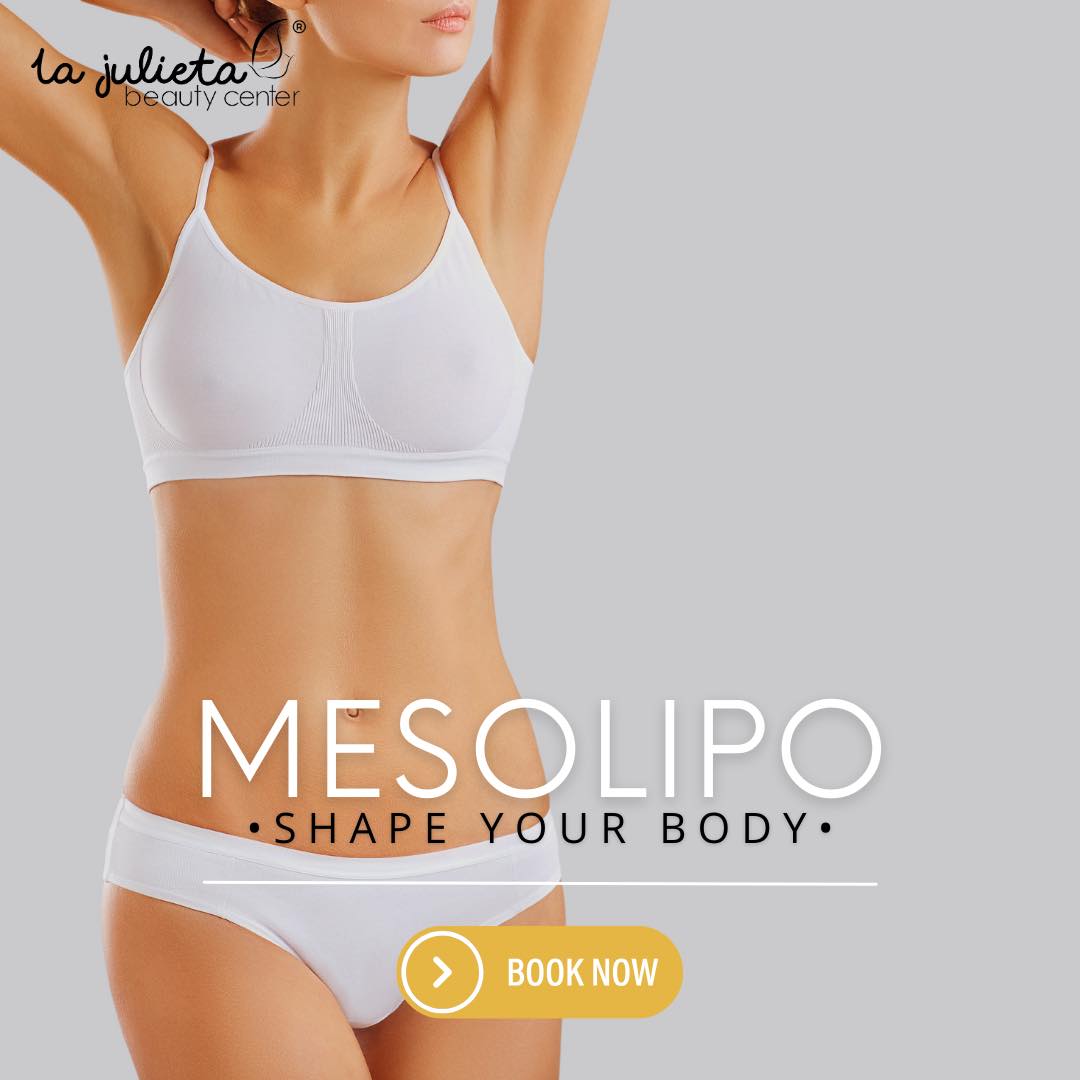 la julieta ®
beauty center
MESOLIPO
•SHAPE YOUR BODY•
BOOK NOW